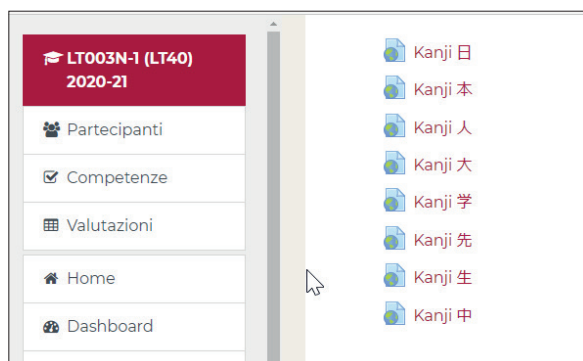 LT003N-1 (LT40)
2020-21
Partecipanti
Competenze
Valutazioni
Home
Dashboard
Kanji 日
Kanji 本
Kanji 人
Kanji 大
Kanji 学
Kanji 先
Kanji 生
Kanji 中